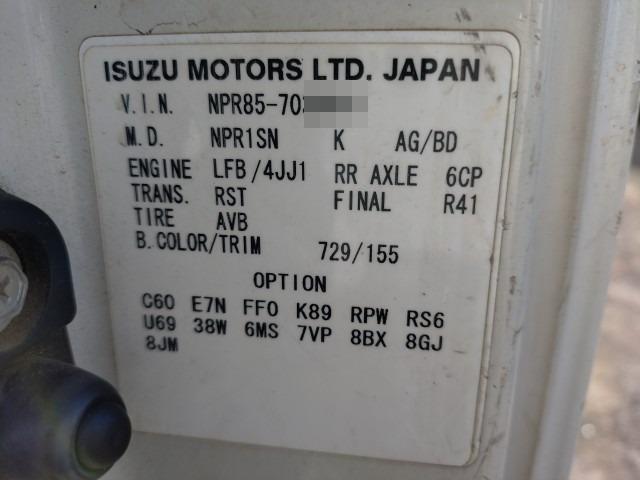 ISUZU MOTORS LTD. JAPAN
V.I.N. NPR85-70
M.D. NPR1SN K AG/BD
ENGINE LFB/4JJ1 RR AXLE 6CP
TRANS. RST FINAL R41
TIRE AVB
B.COLOR/TRIM 729/155
OPTION
C60 E7N FF0 K89 RPW RS6
U69 38W 6MS 7VP 8BX 8GJ
8JM